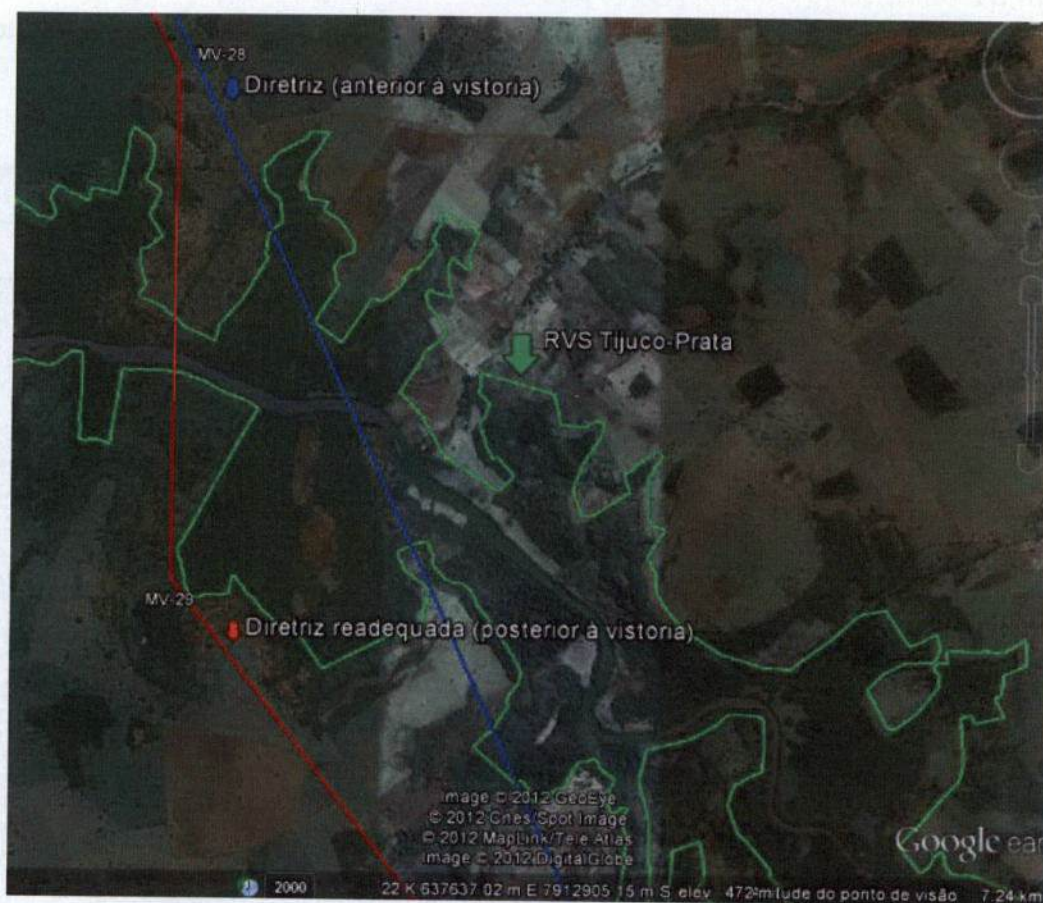 MV-28
Diretriz (anterior à vistoria)
RVS Tijuco-Prata
MV-29
Diretriz readequada (posterior à vistoria)
Image © 2012 GeoEye
© 2012 Cnes/Spot Image
© 2012 MapLink/Tele Atlas
Image © 2012 DigitalGlobe
Google ear
2000
22 K 637637.02 m E 7912905.15 m S elev 472 m
itude do ponto de visão 7.24 km